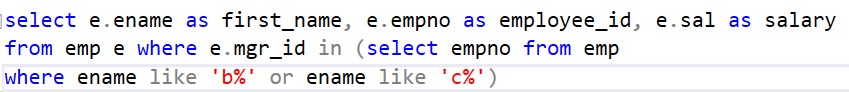 select e.ename as first_name, e.empno as employee_id, e.sal as salary
from emp e where e.mgr_id in (select empno from emp
where ename like 'b%' or ename like 'c%')